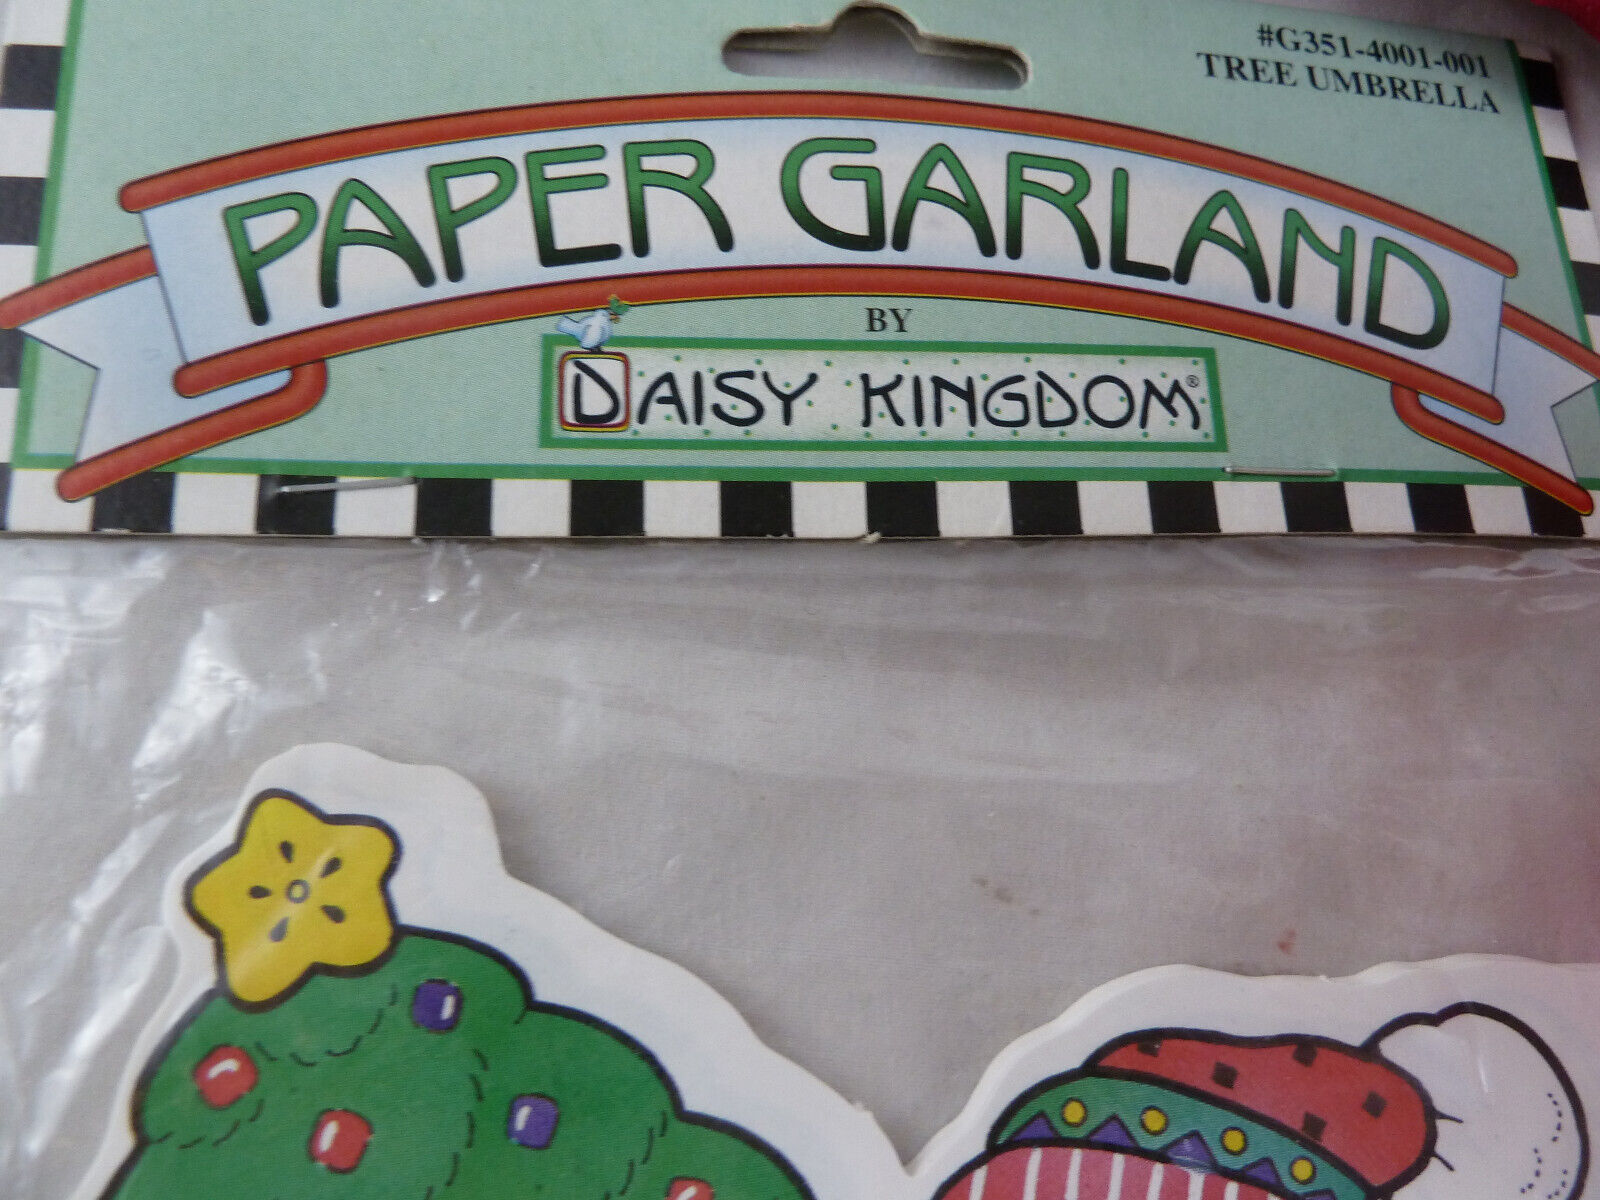 #G351-4001-001
TREE UMBRELLA
PAPER GARLAND
BY
DAISY KINGDOM®